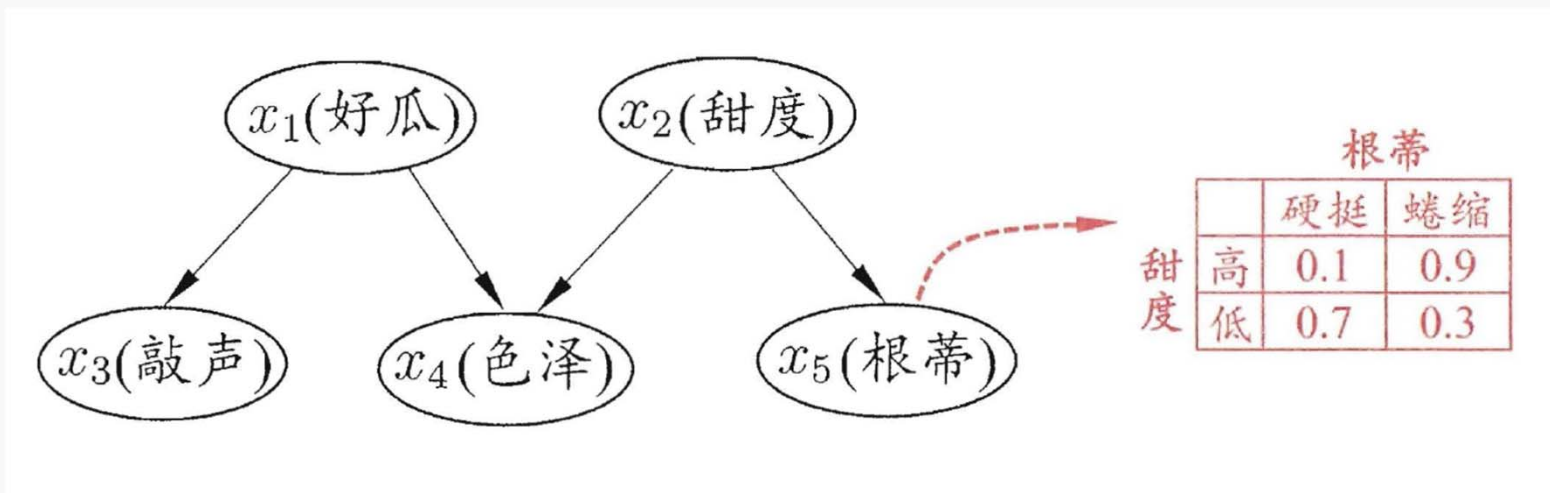 x₁(好瓜)
x₂(甜度)
x₃(敲声)
x₄(色泽)
x₅(根蒂)
根蒂
甜度
硬挺 蜷缩
高 0.1 0.9
低 0.7 0.3